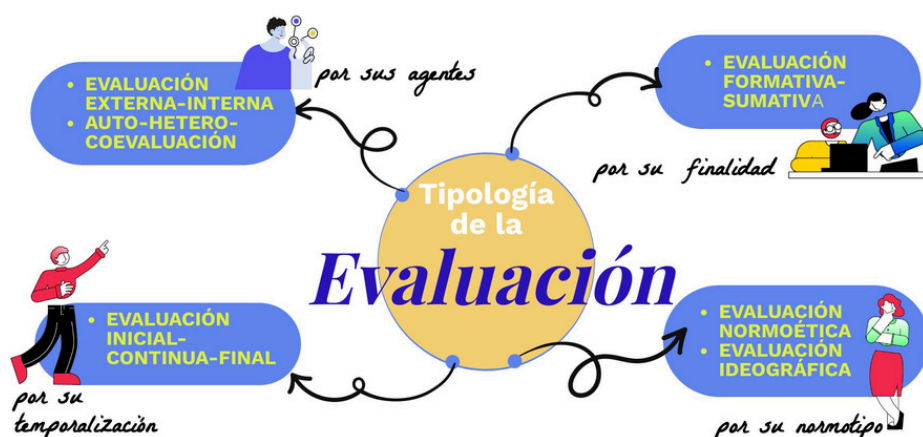 • EVALUACIÓN
EXTERNA-INTERNA
• AUTO-HETERO-
COEVALUACIÓN
por sus agentes
• EVALUACIÓN
FORMATIVA-
SUMATIVA
por su finalidad
Tipología
de la
Evaluación
• EVALUACIÓN
INICIAL-
CONTINUA-FINAL
por su
temporalización
• EVALUACIÓN
NORMOÉTICA
• EVALUACIÓN
IDEOGRÁFICA
por su normotipo